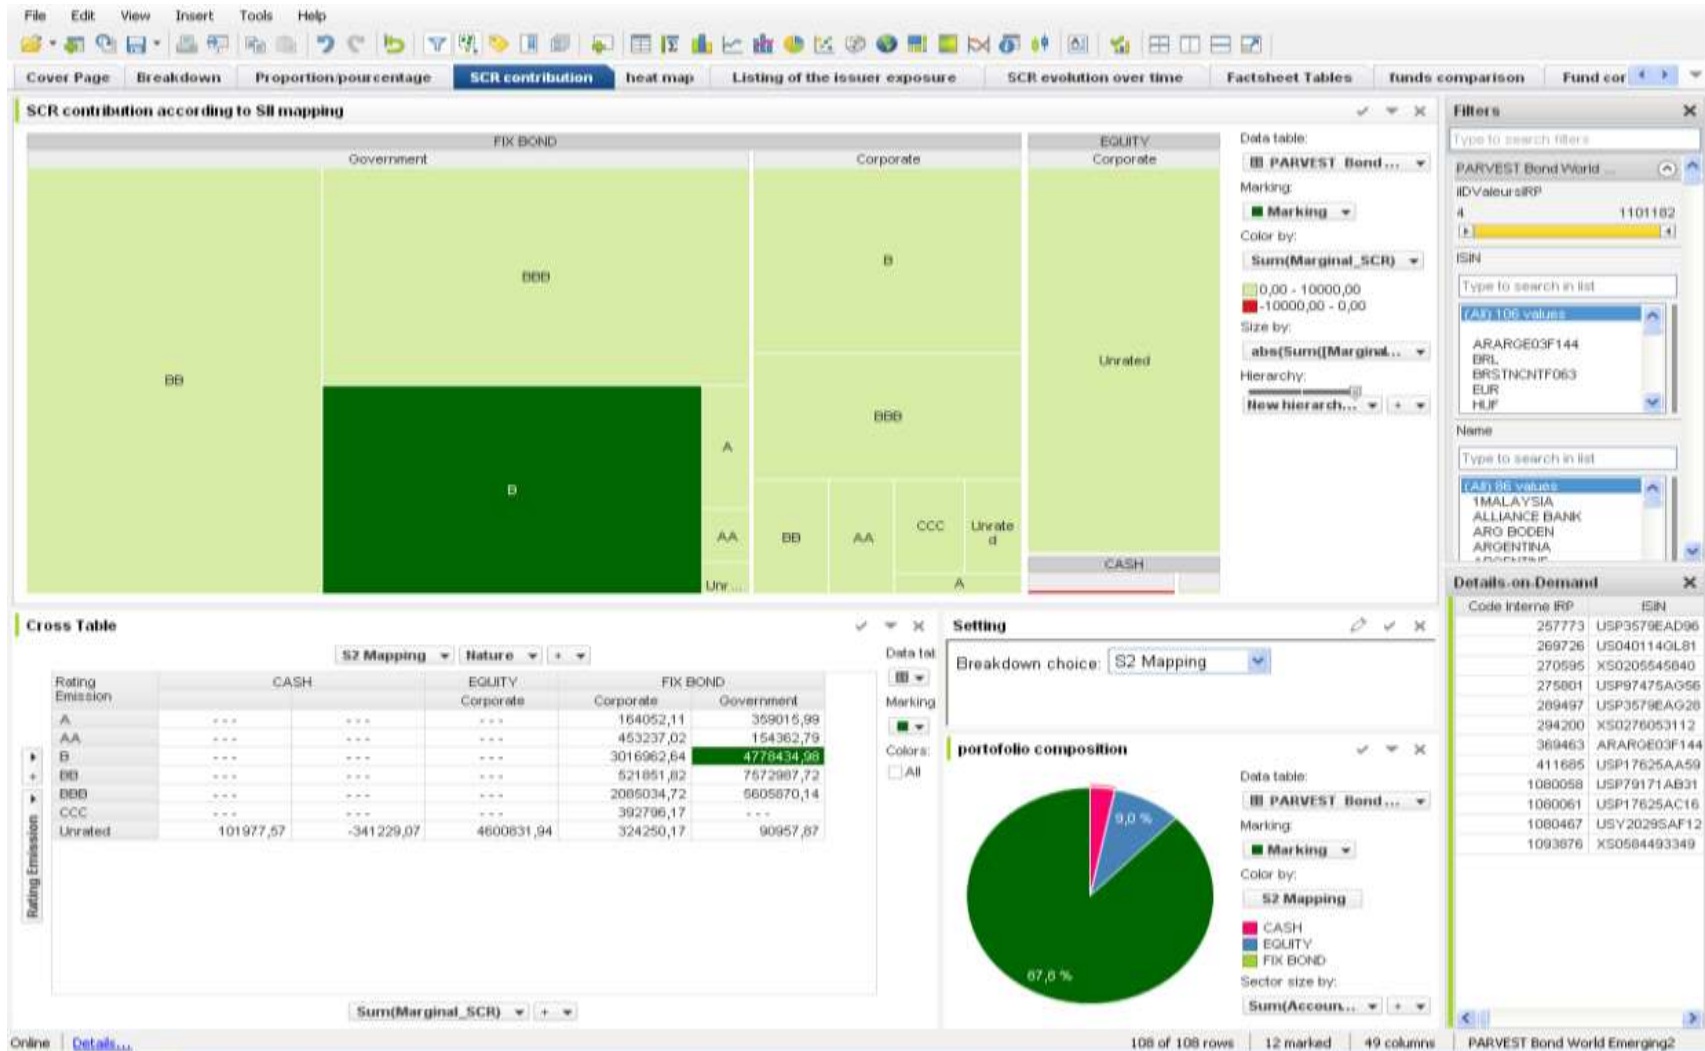 File Edit View Insert Tools Help
Cover Page Breakdown Proportion/pourcentage SCR contribution heat map Listing of the issuer exposure SCR evolution over time Factsheet Tables funds comparison Fund cor
SCR contribution according to SII mapping
FIX BOND EQUITY
Government Corporate Corporate
BB
BBB
B
A
AA
Unr...
B
BBB
BB
AA
CCC
Unrate
d
A
Unrated
CASH
Data table:
PARVEST Bond...
Marking:
Marking
Color by:
Sum(Marginal_SCR)
0,00 - 10000,00
-10000,00 - 0,00
Size by:
abs(Sum([Marginal...
Hierarchy:
New hierarch... +
Filters
Type to search filters
PARVEST Bond World ...
IIDValeursIRP
4 1101182
ISIN
Type to search in list
(All) 106 values
ARARGE03F144
BRL
BRSTNCNTF063
EUR
HUF
Name
Type to search in list
(All) 86 values
1MALAYSIA
ALLIANCE BANK
ARG BODEN
ARGENTINA
ARGENTINE
Details-on-Demand
Code Interne IRP ISIN
257773 USP3579EAD96
269726 US040114GL81
270595 XS0205545840
275801 USP97475AG56
289497 USP3579EAG28
294200 XS0276053112
369463 ARARGE03F144
411685 USP17625AA59
1080058 USP79171AB31
1080061 USP17625AC16
1080467 USY2029SAF12
1093876 XS0584493349
Cross Table
S2 Mapping Nature +
Rating
Emission
CASH EQUITY FIX BOND
Corporate Corporate Government
A --- --- --- 164052,11 359015,99
AA --- --- --- 453237,02 154362,79
B --- --- --- 3016962,64 4778434,98
BB --- --- --- 521851,82 7572987,72
BBB --- --- --- 2085034,72 5605870,14
CCC --- --- --- 392796,17 ---
Unrated 101977,57 -341229,07 4600831,94 324250,17 90957,87
Rating Emission +
Sum(Marginal_SCR) +
Data tal
Marking
Colors:
All
Setting
Breakdown choice: S2 Mapping
portofolio composition
9,0 %
87,6 %
Data table:
PARVEST Bond...
Marking:
Marking
Color by:
S2 Mapping
CASH
EQUITY
FIX BOND
Sector size by:
Sum(Accoun... +
Online Details... 108 of 108 rows 12 marked 49 columns PARVEST Bond World Emerging2